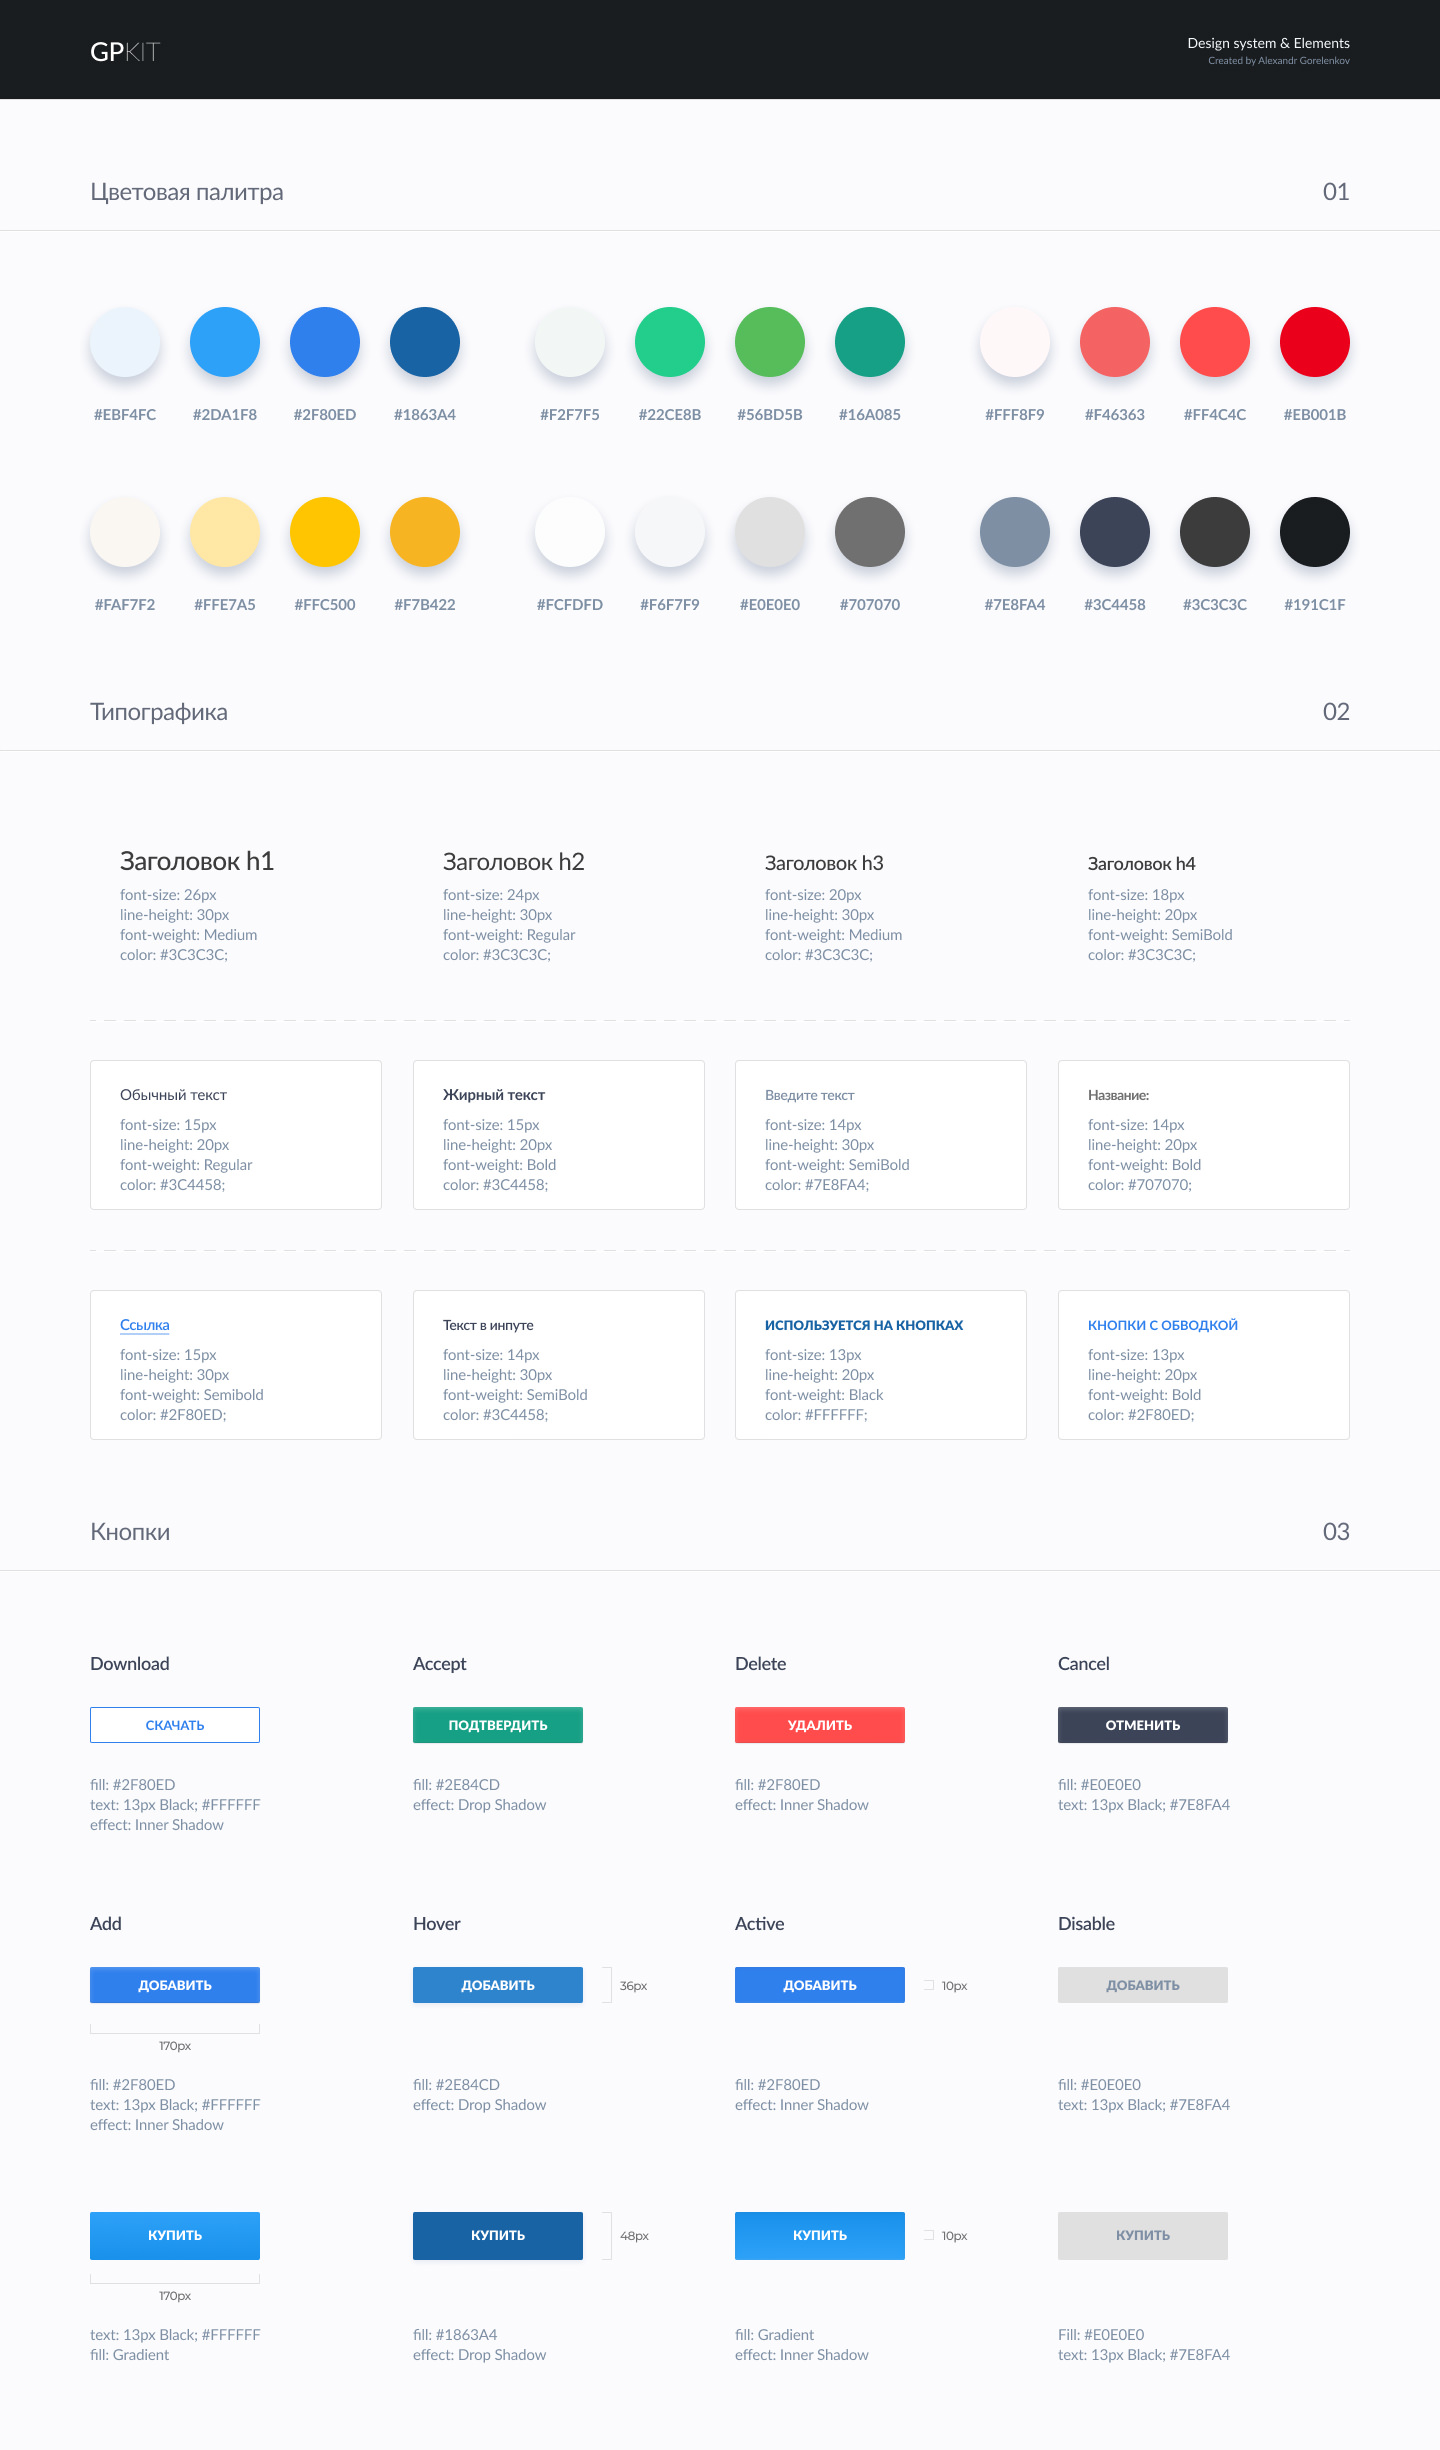 GPKIT
Design system & Elements
Created by Alexandr Gorelenkov
Цветовая палитра 01
#EBF4FC #2DA1F8 #2F80ED #1863A4 #F2F7F5 #22CE8B #56BD5B #16A085 #FFF8F9 #F46363 #FF4C4C #EB001B
#FAF7F2 #FFE7A5 #FFC500 #F7B422 #FCFDFD #F6F7F9 #E0E0E0 #707070 #7E8FA4 #3C4458 #3C3C3C #191C1F
Типографика 02
Заголовок h1
font-size: 26px
line-height: 30px
font-weight: Medium
color: #3C3C3C;
Заголовок h2
font-size: 24px
line-height: 30px
font-weight: Regular
color: #3C3C3C;
Заголовок h3
font-size: 20px
line-height: 30px
font-weight: Medium
color: #3C3C3C;
Заголовок h4
font-size: 18px
line-height: 20px
font-weight: SemiBold
color: #3C3C3C;
Обычный текст
font-size: 15px
line-height: 20px
font-weight: Regular
color: #3C4458;
Жирный текст
font-size: 15px
line-height: 20px
font-weight: Bold
color: #3C4458;
Введите текст
font-size: 14px
line-height: 30px
font-weight: SemiBold
color: #7E8FA4;
Название:
font-size: 14px
line-height: 20px
font-weight: Bold
color: #707070;
Ссылка
font-size: 15px
line-height: 30px
font-weight: Semibold
color: #2F80ED;
Текст в инпуте
font-size: 14px
line-height: 30px
font-weight: SemiBold
color: #3C4458;
ИСПОЛЬЗУЕТСЯ НА КНОПКАХ
font-size: 13px
line-height: 20px
font-weight: Black
color: #FFFFFF;
КНОПКИ С ОБВОДКОЙ
font-size: 13px
line-height: 20px
font-weight: Bold
color: #2F80ED;
Кнопки 03
Download
СКАЧАТЬ
fill: #2F80ED
text: 13px Black; #FFFFFF
effect: Inner Shadow
Accept
ПОДТВЕРДИТЬ
fill: #2E84CD
effect: Drop Shadow
Delete
УДАЛИТЬ
fill: #2F80ED
effect: Inner Shadow
Cancel
ОТМЕНИТЬ
fill: #E0E0E0
text: 13px Black; #7E8FA4
Add
ДОБАВИТЬ
170px
fill: #2F80ED
text: 13px Black; #FFFFFF
effect: Inner Shadow
Hover
ДОБАВИТЬ
36px
fill: #2E84CD
effect: Drop Shadow
Active
ДОБАВИТЬ
10px
fill: #2F80ED
effect: Inner Shadow
Disable
ДОБАВИТЬ
fill: #E0E0E0
text: 13px Black; #7E8FA4
КУПИТЬ
170px
text: 13px Black; #FFFFFF
fill: Gradient
КУПИТЬ
48px
fill: #1863A4
effect: Drop Shadow
КУПИТЬ
10px
fill: Gradient
effect: Inner Shadow
КУПИТЬ
Fill: #E0E0E0
text: 13px Black; #7E8FA4